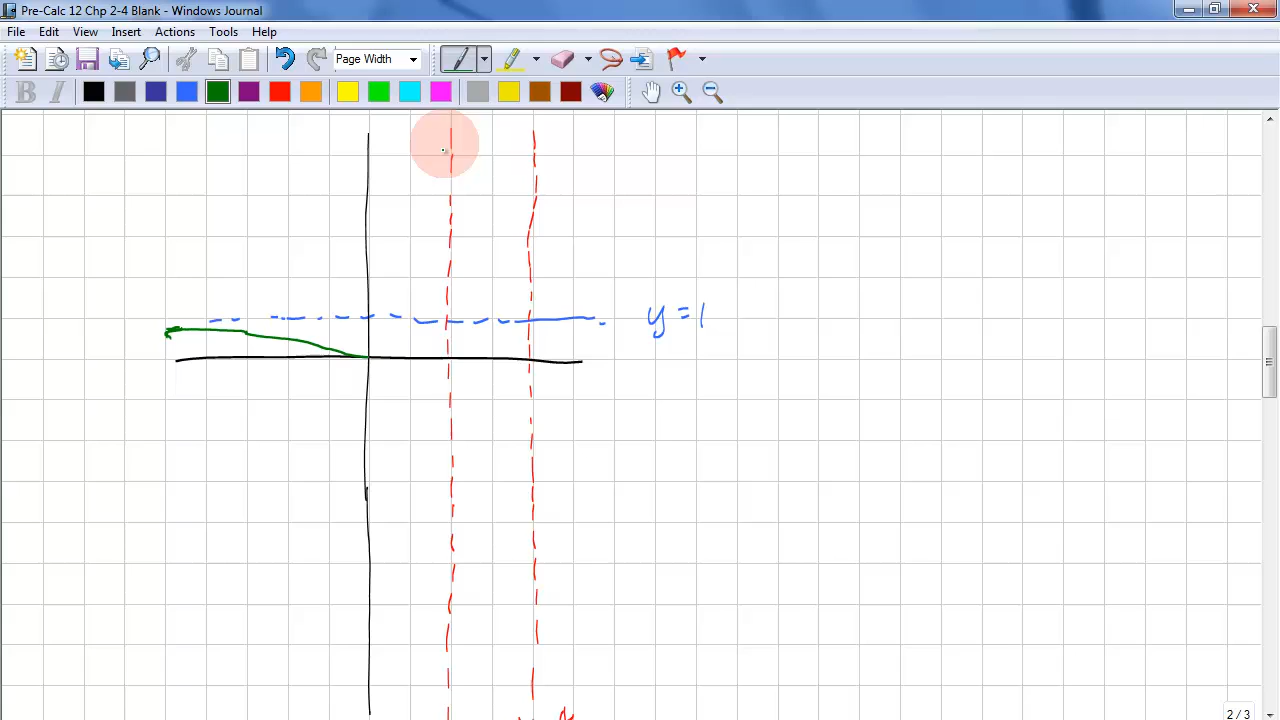 Pre-Calc 12 Chp 2-4 Blank - Windows Journal
File Edit View Insert Actions Tools Help
Page Width
B I
y = 1
2 / 3